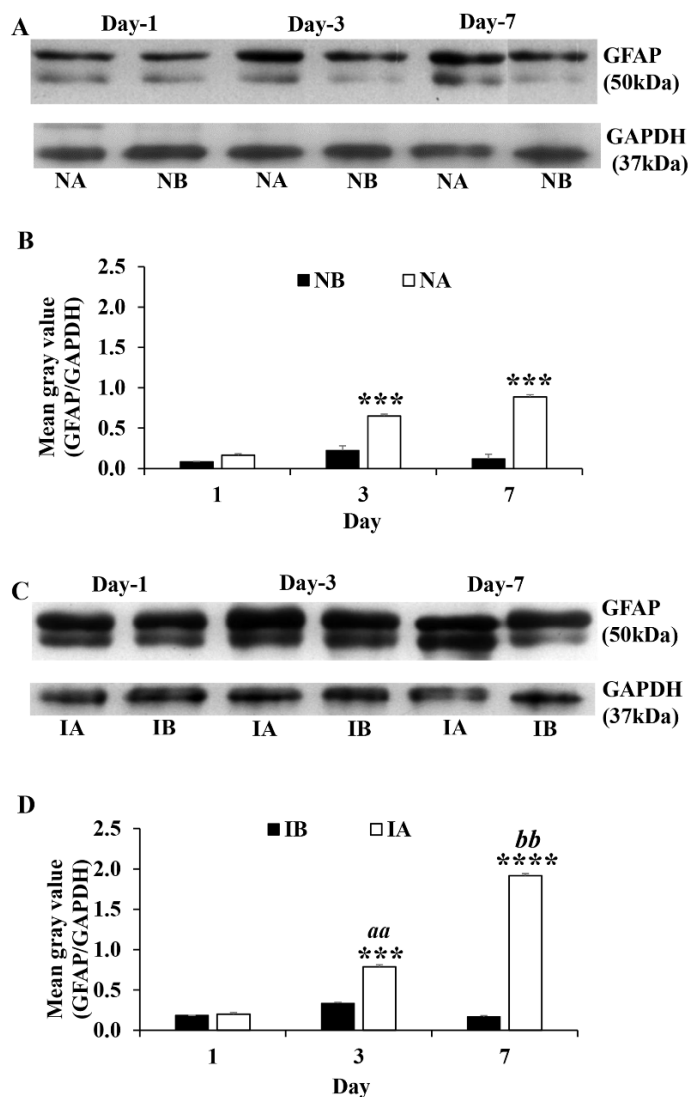 A
Day-1 Day-3 Day-7
GFAP
(50kDa)
GAPDH
(37kDa)
NA NB NA NB NA NB
B
Mean gray value
(GFAP/GAPDH)
2.5
2.0
1.5
1.0
0.5
0.0
NB NA
***
***
1 3 7
Day
C
Day-1 Day-3 Day-7
GFAP
(50kDa)
GAPDH
(37kDa)
IA IB IA IB IA IB
D
Mean gray value
(GFAP/GAPDH)
2.5
2.0
1.5
1.0
0.5
0.0
IB IA
aa
***
bb
****
1 3 7
Day